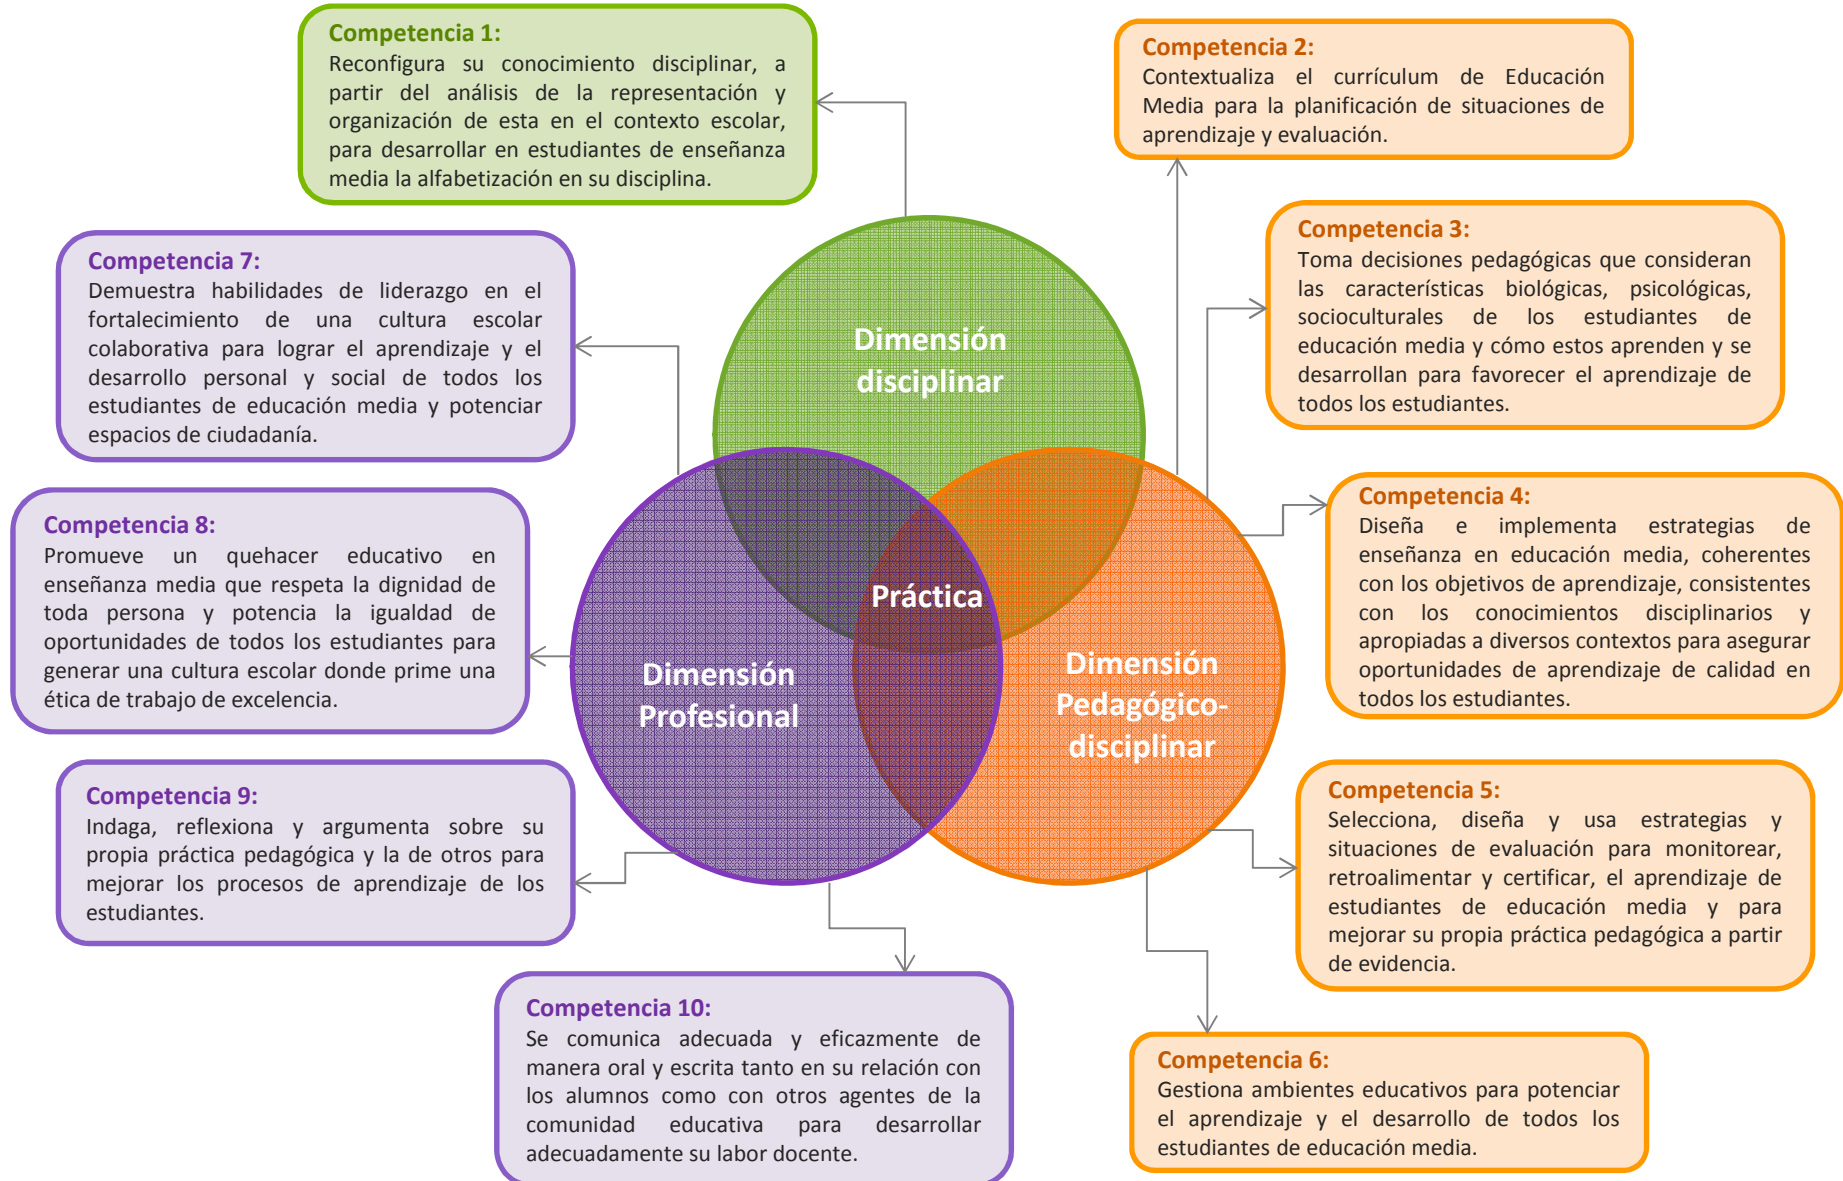 Competencia 1:
Reconfigura su conocimiento disciplinar, a
partir del análisis de la representación y
organización de esta en el contexto escolar,
para desarrollar en estudiantes de enseñanza
media la alfabetización en su disciplina.
Competencia 2:
Contextualiza el currículum de Educación
Media para la planificación de situaciones de
aprendizaje y evaluación.
Competencia 3:
Toma decisiones pedagógicas que consideran
las características biológicas, psicológicas,
socioculturales de los estudiantes de
educación media y cómo estos aprenden y se
desarrollan para favorecer el aprendizaje de
todos los estudiantes.
Competencia 7:
Demuestra habilidades de liderazgo en el
fortalecimiento de una cultura escolar
colaborativa para lograr el aprendizaje y el
desarrollo personal y social de todos los
estudiantes de educación media y potenciar
espacios de ciudadanía.
Dimensión
disciplinar
Competencia 4:
Diseña e implementa estrategias de
enseñanza en educación media, coherentes
con los objetivos de aprendizaje, consistentes
con los conocimientos disciplinarios y
apropiadas a diversos contextos para asegurar
oportunidades de aprendizaje de calidad en
todos los estudiantes.
Competencia 8:
Promueve un quehacer educativo en
enseñanza media que respeta la dignidad de
toda persona y potencia la igualdad de
oportunidades de todos los estudiantes para
generar una cultura escolar donde prime una
ética de trabajo de excelencia.
Práctica
Dimensión
Profesional
Dimensión
Pedagógico-
disciplinar
Competencia 5:
Selecciona, diseña y usa estrategias y
situaciones de evaluación para monitorear,
retroalimentar y certificar, el aprendizaje de
estudiantes de educación media y para
mejorar su propia práctica pedagógica a partir
de evidencia.
Competencia 9:
Indaga, reflexiona y argumenta sobre su
propia práctica pedagógica y la de otros para
mejorar los procesos de aprendizaje de los
estudiantes.
Competencia 10:
Se comunica adecuada y eficazmente de
manera oral y escrita tanto en su relación con
los alumnos como con otros agentes de la
comunidad educativa para desarrollar
adecuadamente su labor docente.
Competencia 6:
Gestiona ambientes educativos para potenciar
el aprendizaje y el desarrollo de todos los
estudiantes de educación media.